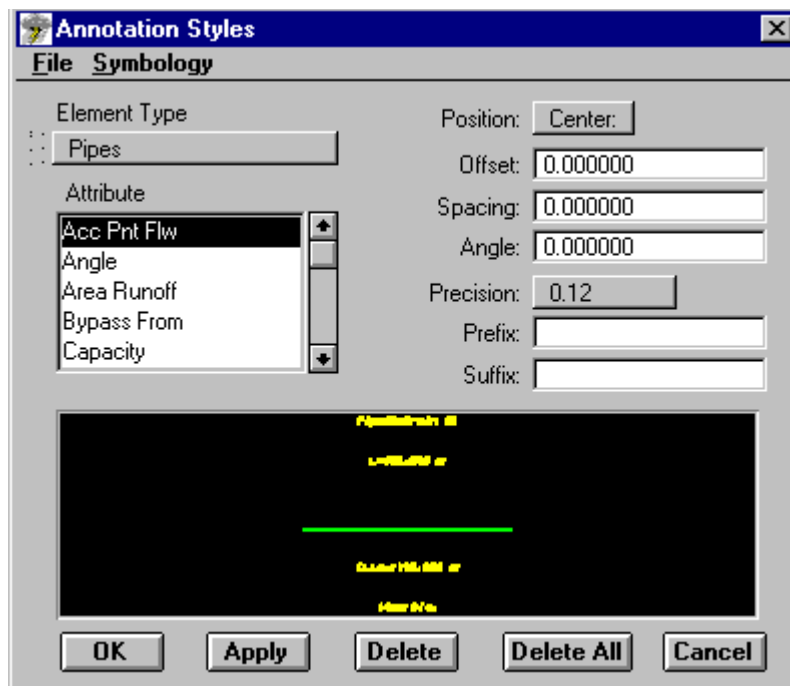 Annotation Styles
File Symbology
Element Type
Pipes
Attribute
Acc Pnt Flw
Angle
Area Runoff
Bypass From
Capacity
Position: Center:
Offset: 0.000000
Spacing: 0.000000
Angle: 0.000000
Precision: 0.12
Prefix:
Suffix:
OK Apply Delete Delete All Cancel